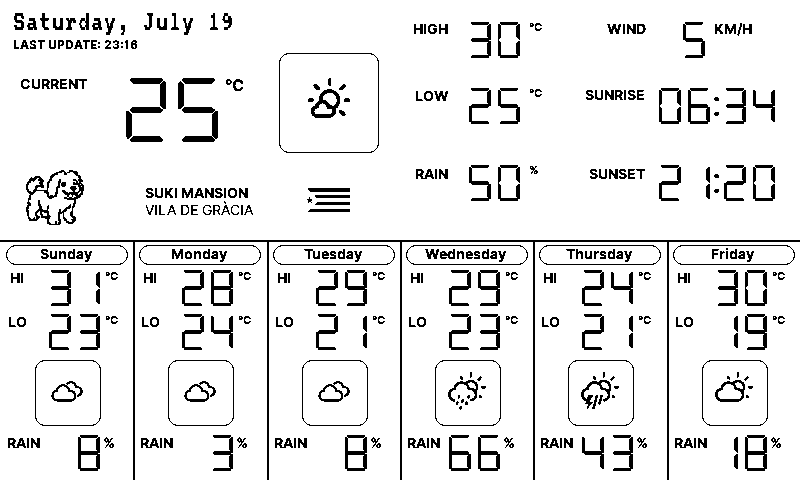 Saturday, July 19
LAST UPDATE: 23:16
CURRENT 25 °C
HIGH 30 °C
WIND 5 KM/H
LOW 25 °C
SUNRISE 06:34
RAIN 50 %
SUNSET 21:20
SUKI MANSION
VILA DE GRÀCIA
Sunday
HI 31 °C
LO 23 °C
RAIN 8 %
Monday
HI 28 °C
LO 24 °C
RAIN 3 %
Tuesday
HI 29 °C
LO 21 °C
RAIN 8 %
Wednesday
HI 29 °C
LO 23 °C
RAIN 66 %
Thursday
HI 24 °C
LO 21 °C
RAIN 43 %
Friday
HI 30 °C
LO 19 °C
RAIN 18 %